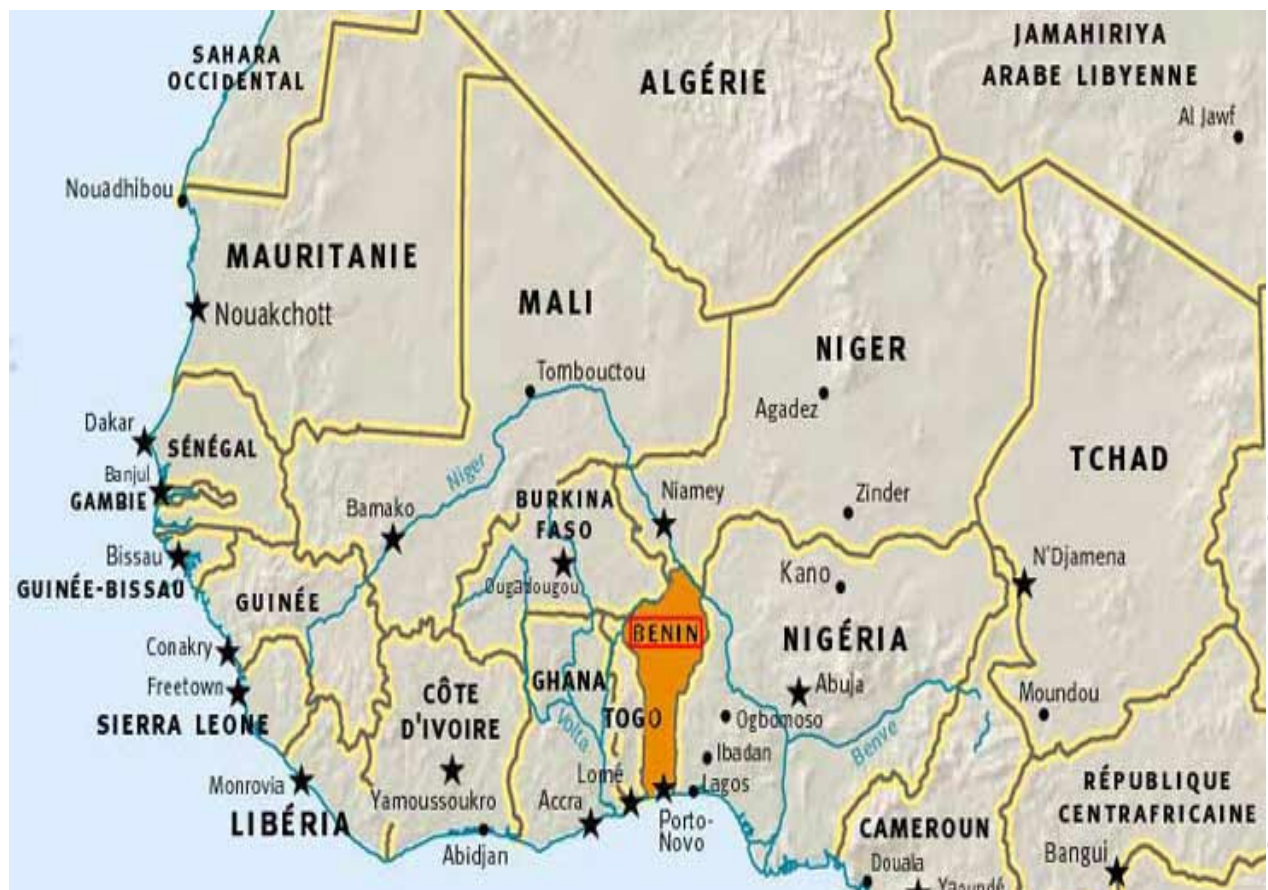 SAHARA
OCCIDENTAL
ALGÉRIE
JAMAHIRIYA
ARABE LIBYENNE
Al Jawf
Nouadhibou
MAURITANIE
Nouakchott
MALI
NIGER
Tombouctou
Agadez
Dakar
SÉNÉGAL
TCHAD
Banjul
GAMBIE
Niger
BURKINA
FASO
Niamey
Zinder
Bamako
Bissau
GUINÉE-BISSAU
Ougadougou
Kano
N'Djamena
GUINÉE
BENIN
NIGÉRIA
Conakry
Freetown
SIERRA LEONE
CÔTE
D'IVOIRE
GHANA
Abuja
Moundou
TOGO
Ogbomoso
Volta
Benve
Ibadan
Monrovia
LIBÉRIA
Yamoussoukro
Lomé
Lagos
Accra
Porto-
Novo
RÉPUBLIQUE
CENTRAFRICAINE
Abidjan
CAMEROUN
Douala
Bangui
Yaoundé